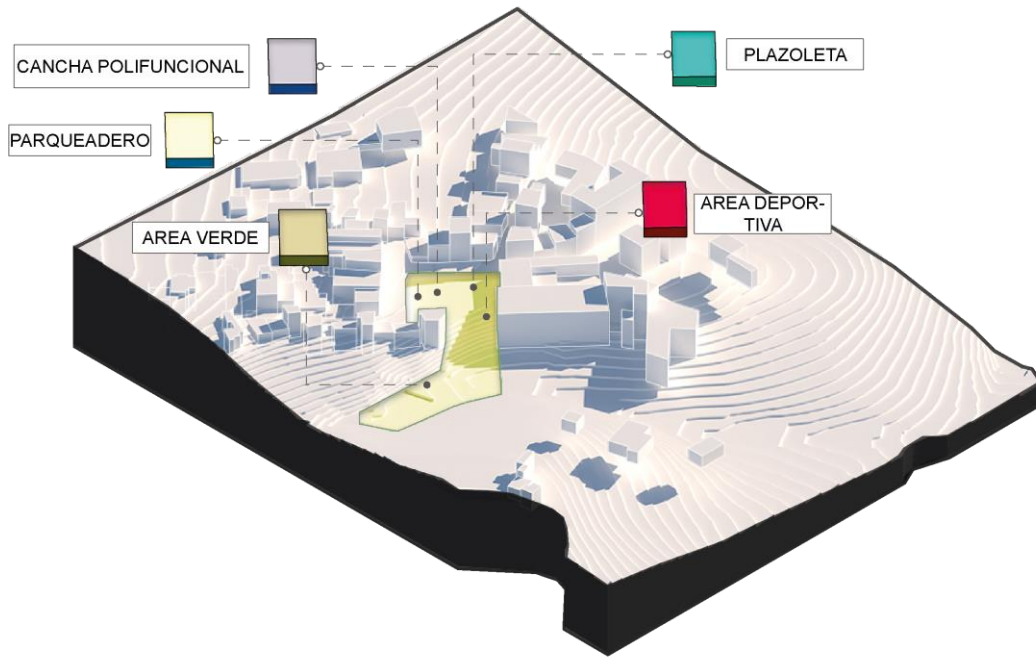 CANCHA POLIFUNCIONAL
PLAZOLETA
PARQUEADERO
AREA VERDE
AREA DEPOR-
TIVA